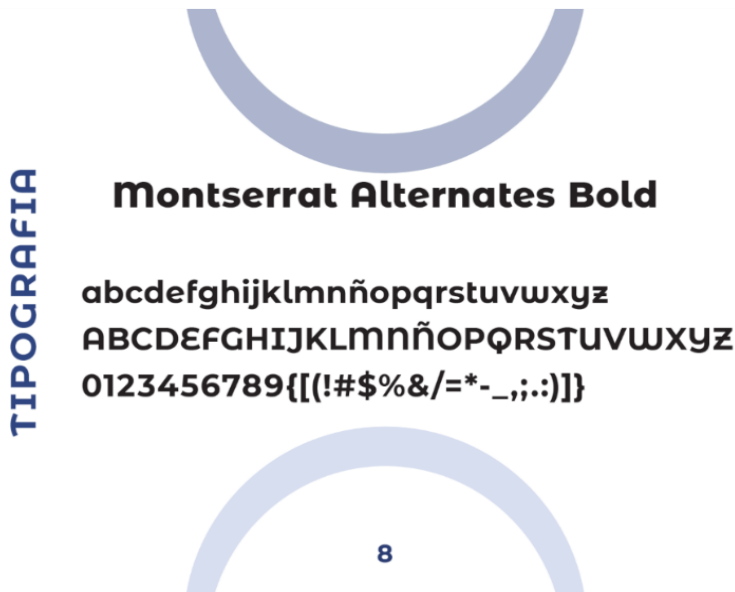 TIPOGRAFIA
Montserrat Alternates Bold
abcdefghijklmnñopqrstuvwxyz
ABCDEFGHIJKLMNÑOPQRSTUVWXYZ
0123456789{[(!#$%&/=*-_,;.:)]}
8